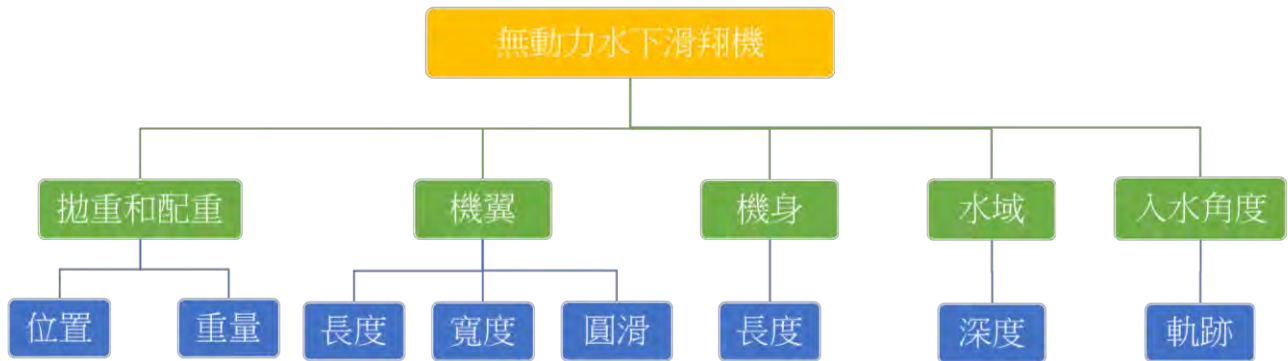 無動力水下滑翔機
拋重和配重
機翼
機身
水域
入水角度
位置
重量
長度
寬度
圓滑
長度
深度
軌跡